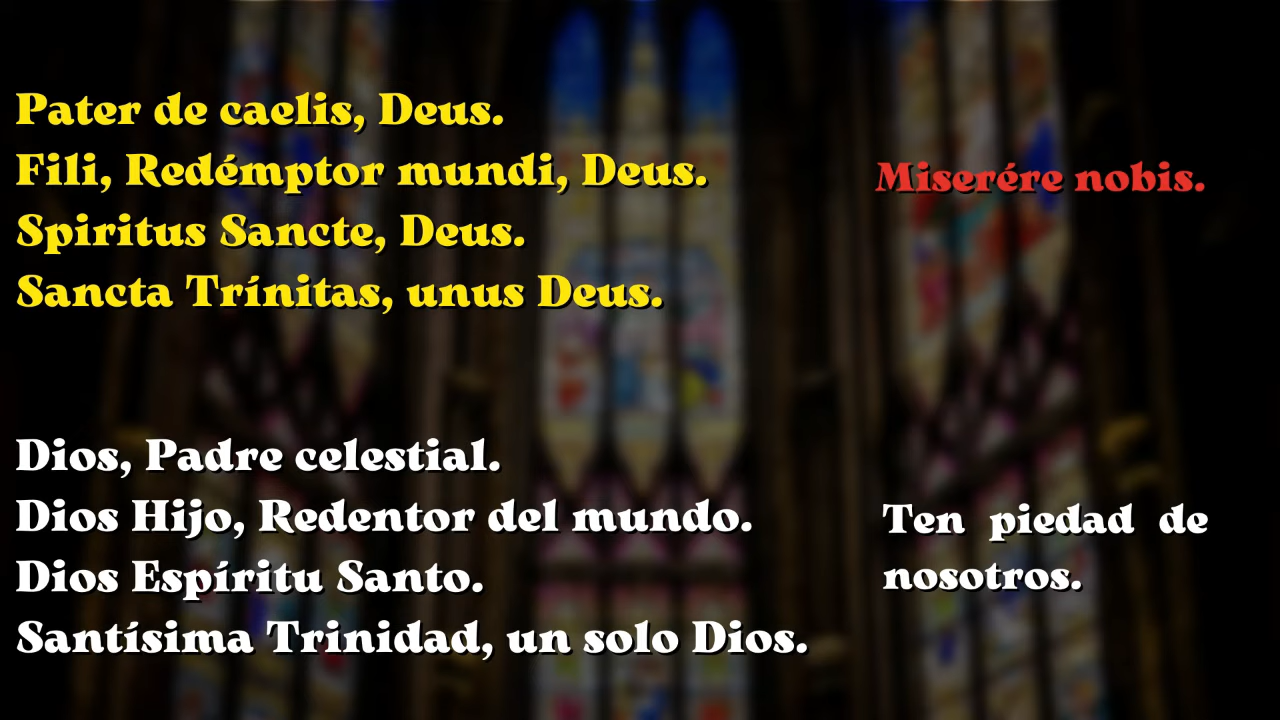 Pater de caelis, Deus.
Fili, Redémptor mundi, Deus.
Spiritus Sancte, Deus.
Sancta Trínitas, unus Deus.
Miserére nobis.
Dios, Padre celestial.
Dios Hijo, Redentor del mundo.
Dios Espíritu Santo.
Santísima Trinidad, un solo Dios.
Ten piedad de
nosotros.